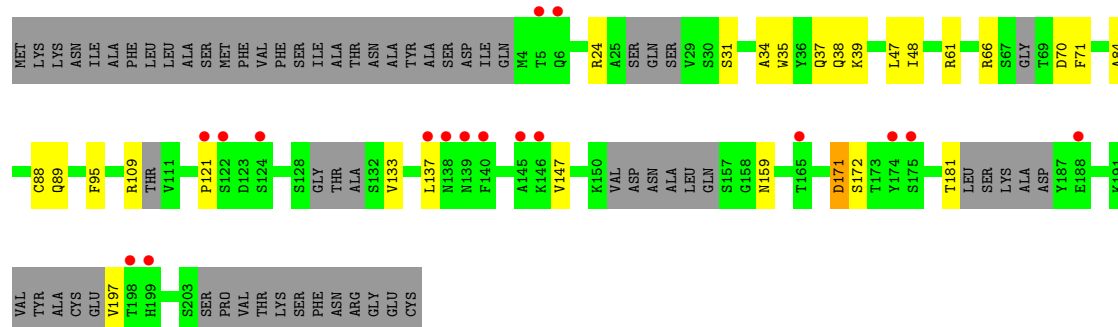 MET LYS LYS ASN ILE ALA PHE LEU LEU ALA SER MET PHE VAL PHE SER ILE ALA THR ASN ALA TYR ALA SER ASP ILE GLN M4 T5 Q6 R24 A25 SER GLN SER V29 S30 S31 A34 W35 Y36 Q37 Q38 K39 L47 I48 R61 R66 S67 GLY T69 D70 F71 A84
C88 Q89 F95 R109 THR V111 P121 S122 D123 S124 S128 GLY THR ALA S132 V133 L137 N138 N139 F140 A145 K146 V147 K150 VAL ASP ASN ALA LEU GLN S157 G158 N159 T165 D171 S172 T173 Y174 S175 T181 LEU SER LYS ALA ASP Y187 E188 K191
VAL TYR ALA CYS GLU V197 T198 H199 S203 SER PRO VAL THR LYS SER PHE ASN ARG GLY GLU CYS